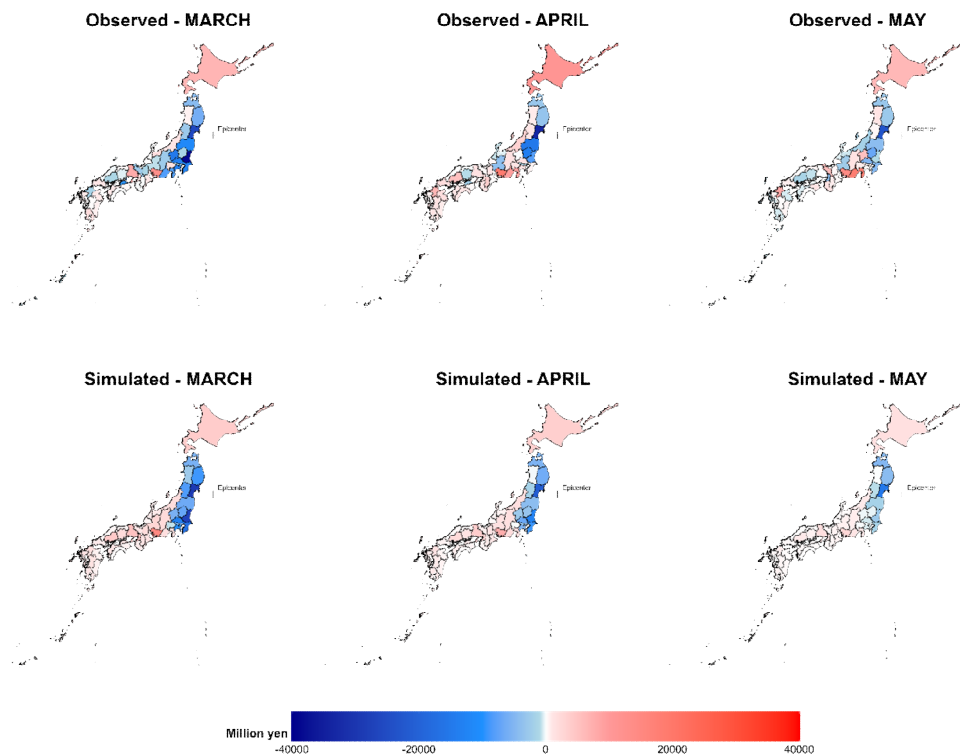 Observed - MARCH
Observed - APRIL
Observed - MAY
Epicenter
Epicenter
Epicenter
Simulated - MARCH
Simulated - APRIL
Simulated - MAY
Epicenter
Epicenter
Epicenter
Million yen
-40000
-20000
0
20000
40000